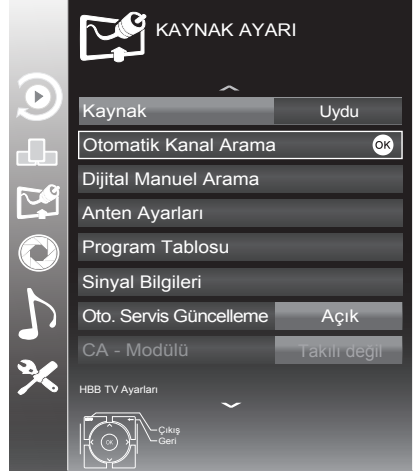 KAYNAK AYARI
Kaynak Uydu
Otomatik Kanal Arama OK
Dijital Manuel Arama
Anten Ayarları
Program Tablosu
Sinyal Bilgileri
Oto. Servis Güncelleme Açık
CA - Modülü Takılı değil
HBB TV Ayarları
Çıkış
OK Geri